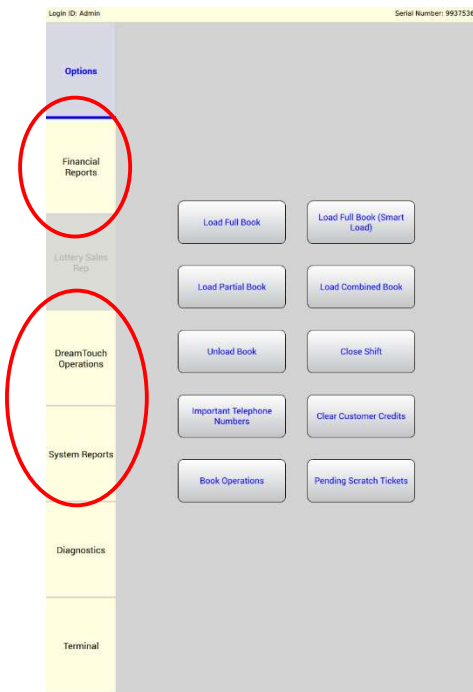 Login ID: Admin
Serial Number: 9937536
Options
Financial
Reports
Lottery Sales
Rep
DreamTouch
Operations
System Reports
Diagnostics
Terminal
Load Full Book
Load Full Book (Smart
Load)
Load Partial Book
Load Combined Book
Unload Book
Close Shift
Important Telephone
Numbers
Clear Customer Credits
Book Operations
Pending Scratch Tickets